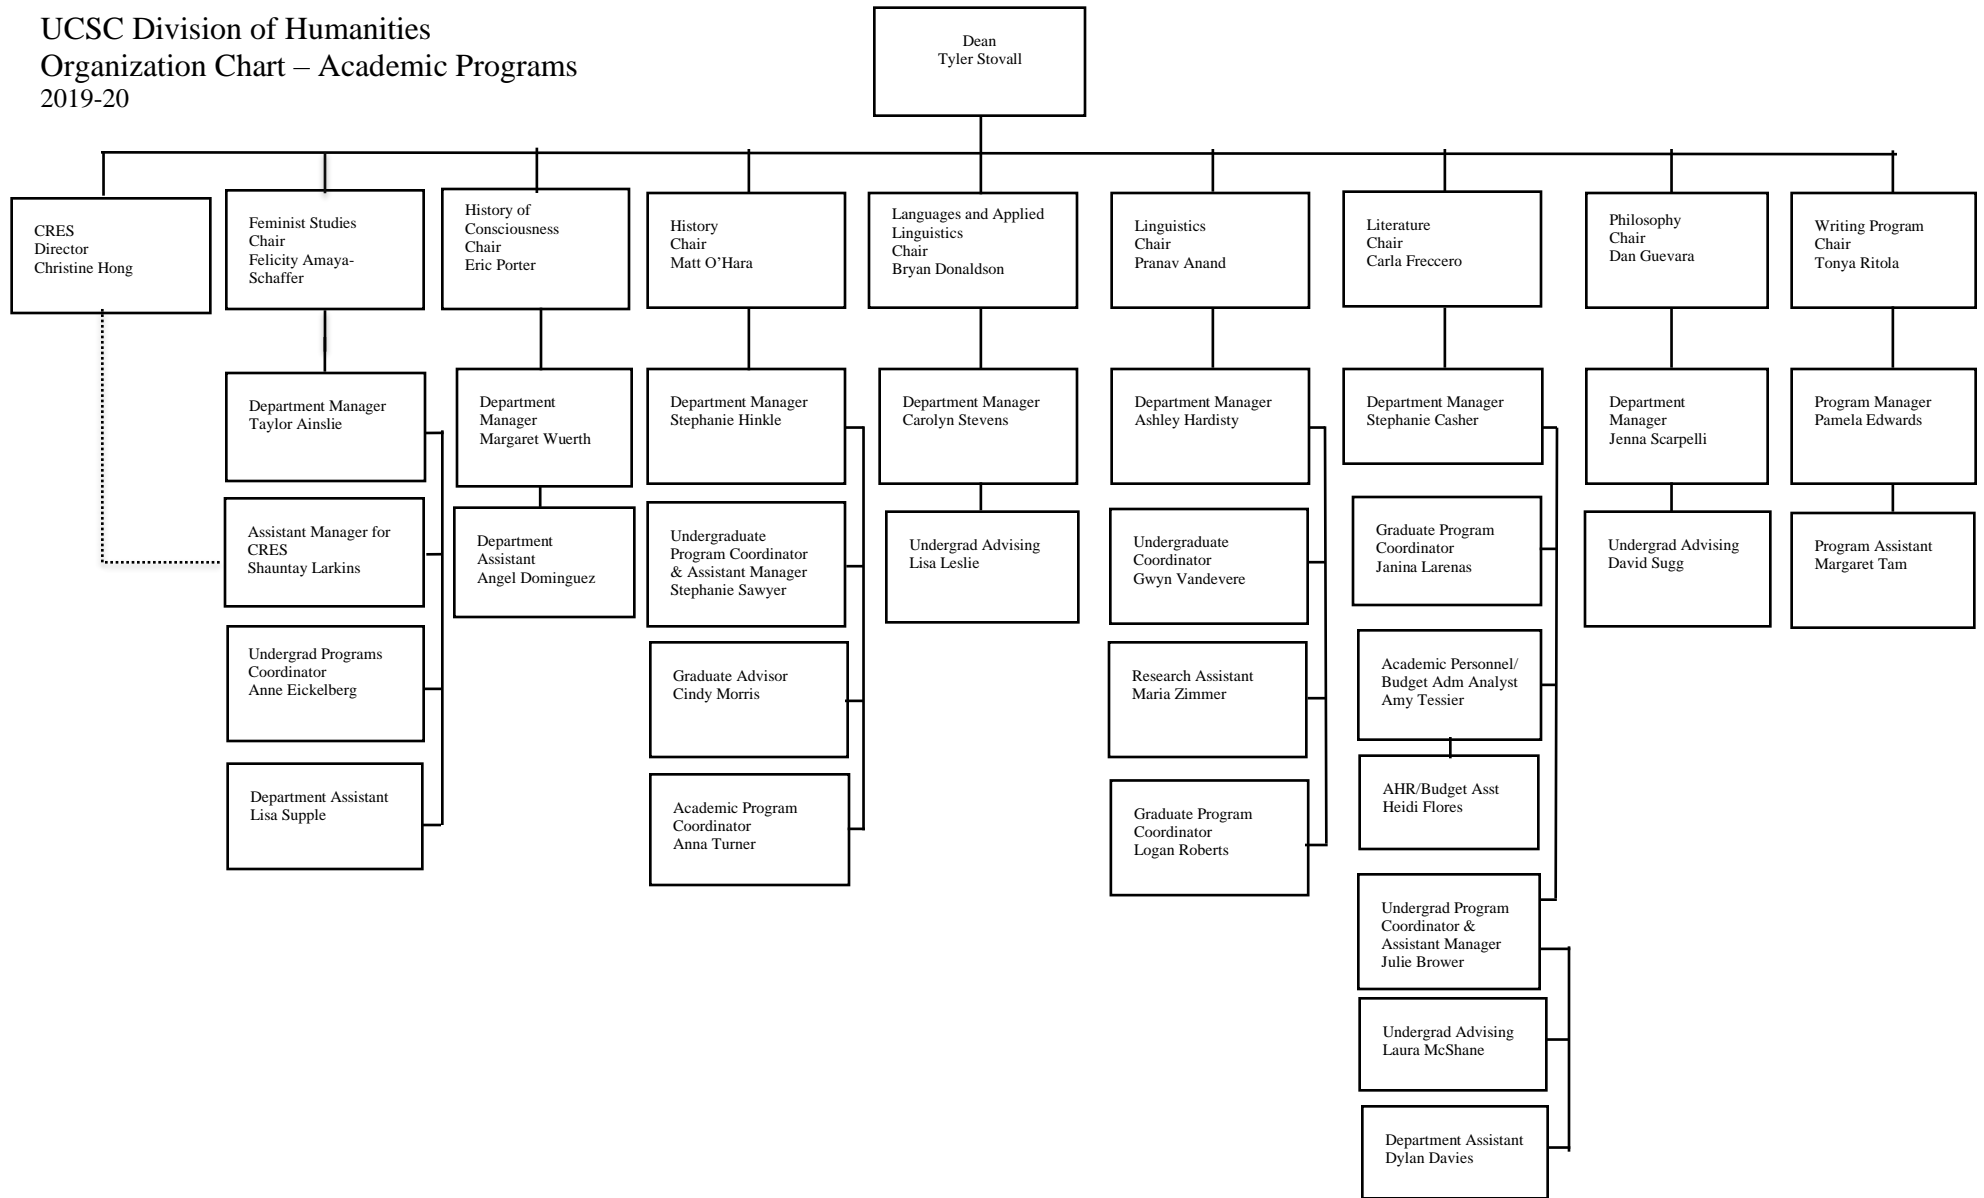 UCSC Division of Humanities
Organization Chart – Academic Programs
2019-20
Dean
Tyler Stovall
CRES
Director
Christine Hong
Feminist Studies
Chair
Felicity Amaya-
Schaffer
History of
Consciousness
Chair
Eric Porter
History
Chair
Matt O’Hara
Languages and Applied
Linguistics
Chair
Bryan Donaldson
Linguistics
Chair
Pranav Anand
Literature
Chair
Carla Freccero
Philosophy
Chair
Dan Guevara
Writing Program
Chair
Tonya Ritola
Department Manager
Taylor Ainslie
Assistant Manager for
CRES
Shauntay Larkins
Undergrad Programs
Coordinator
Anne Eickelberg
Department Assistant
Lisa Supple
Department
Manager
Margaret Wuerth
Department
Assistant
Angel Dominguez
Department Manager
Stephanie Hinkle
Undergraduate
Program Coordinator
& Assistant Manager
Stephanie Sawyer
Graduate Advisor
Cindy Morris
Academic Program
Coordinator
Anna Turner
Department Manager
Carolyn Stevens
Undergrad Advising
Lisa Leslie
Department Manager
Ashley Hardisty
Undergraduate
Coordinator
Gwyn Vandevere
Research Assistant
Maria Zimmer
Graduate Program
Coordinator
Logan Roberts
Department Manager
Stephanie Casher
Graduate Program
Coordinator
Janina Larenas
Academic Personnel/
Budget Adm Analyst
Amy Tessier
AHR/Budget Asst
Heidi Flores
Undergrad Program
Coordinator &
Assistant Manager
Julie Brower
Undergrad Advising
Laura McShane
Department Assistant
Dylan Davies
Department
Manager
Jenna Scarpelli
Undergrad Advising
David Sugg
Program Manager
Pamela Edwards
Program Assistant
Margaret Tam